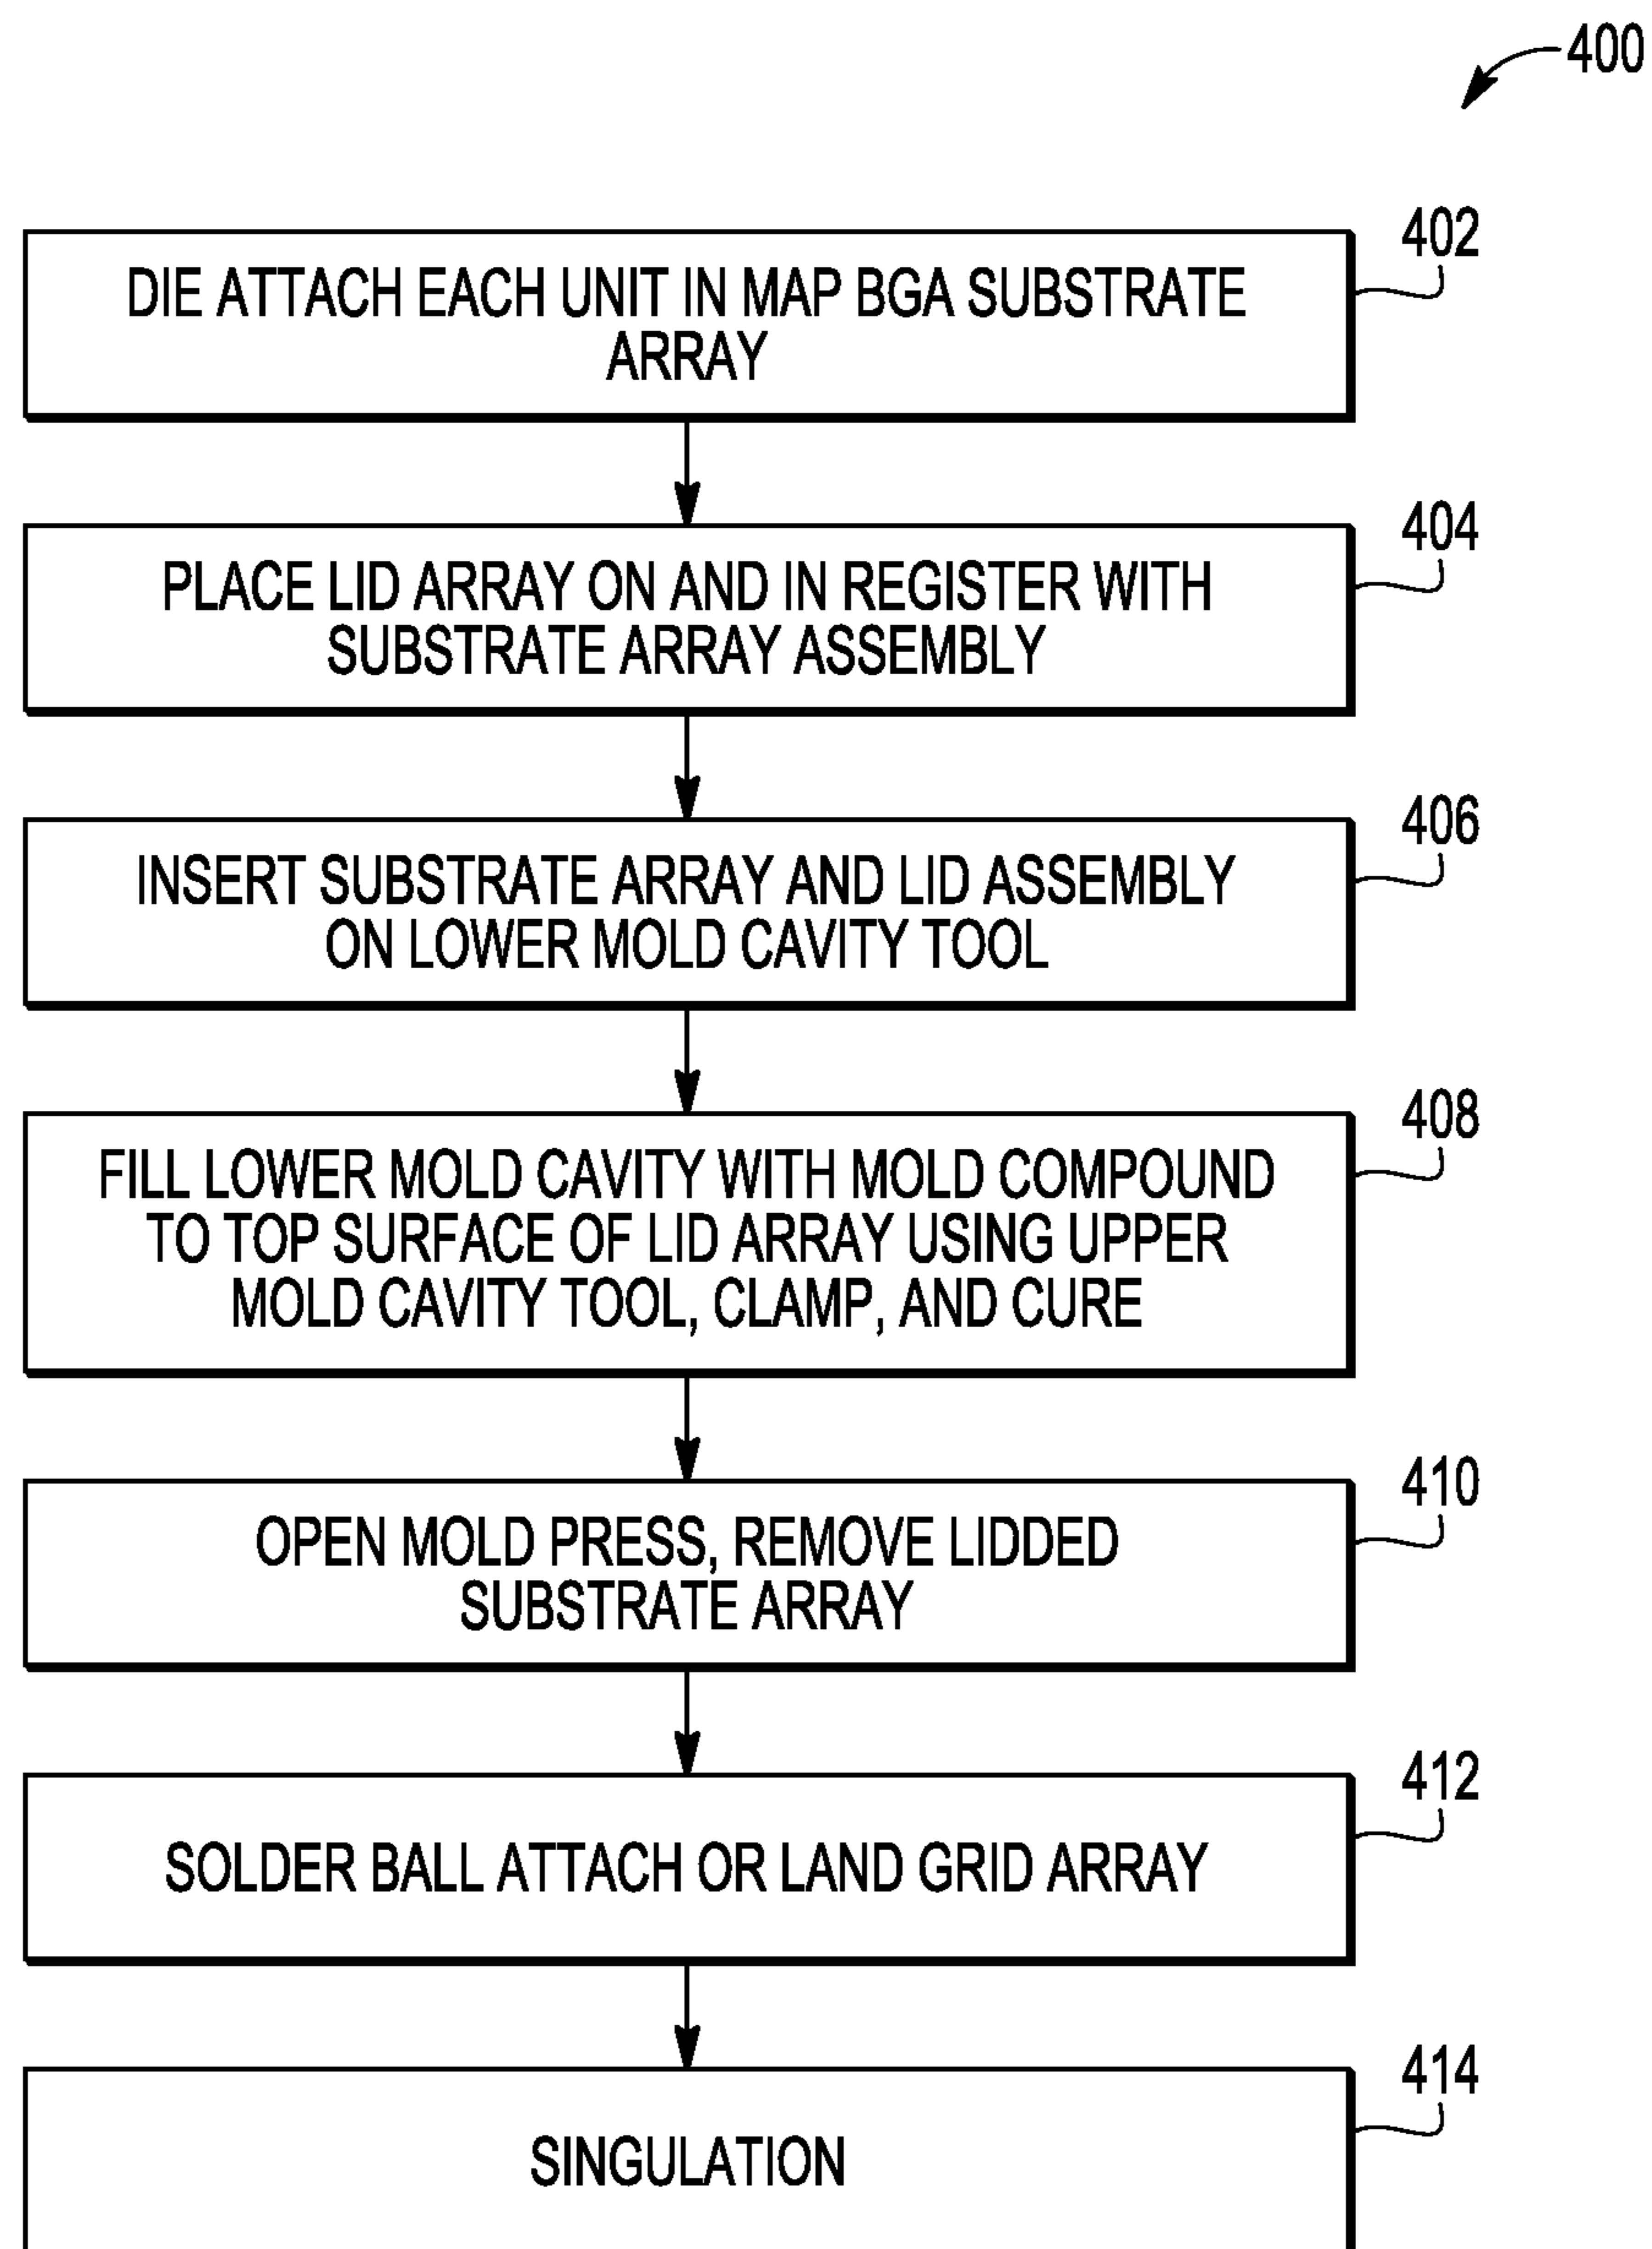 400
402
DIE ATTACH EACH UNIT IN MAP BGA SUBSTRATE
ARRAY
404
PLACE LID ARRAY ON AND IN REGISTER WITH
SUBSTRATE ARRAY ASSEMBLY
406
INSERT SUBSTRATE ARRAY AND LID ASSEMBLY
ON LOWER MOLD CAVITY TOOL
408
FILL LOWER MOLD CAVITY WITH MOLD COMPOUND
TO TOP SURFACE OF LID ARRAY USING UPPER
MOLD CAVITY TOOL, CLAMP, AND CURE
410
OPEN MOLD PRESS, REMOVE LIDDED
SUBSTRATE ARRAY
412
SOLDER BALL ATTACH OR LAND GRID ARRAY
414
SINGULATION